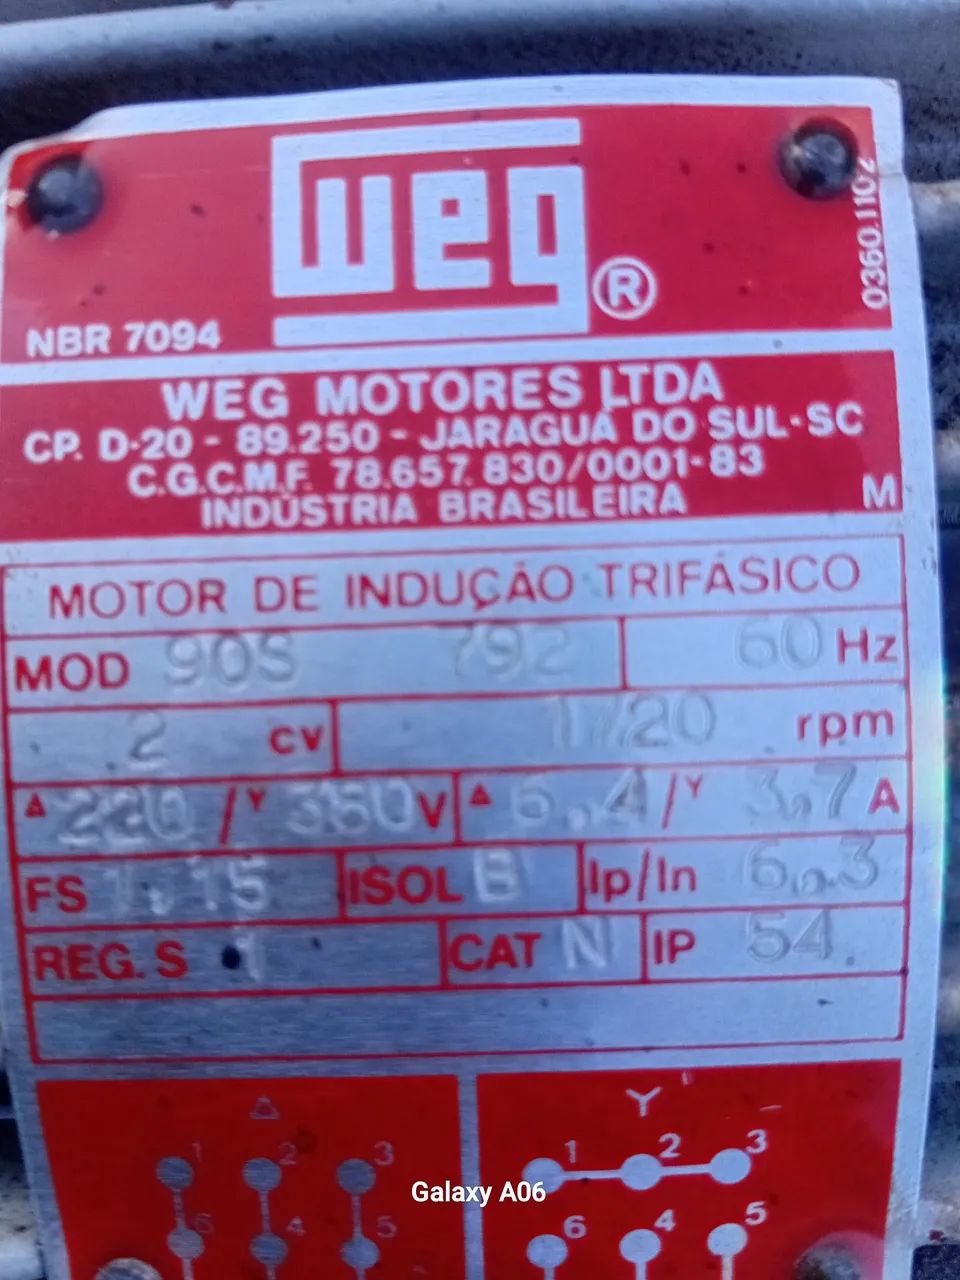 weg ®
0360.1102
NBR 7094
WEG MOTORES LTDA
CP. D-20 - 89.250 - JARAGUÁ DO SUL-SC
C.G.C.M.F. 78.657.830/0001-83
INDÚSTRIA BRASILEIRA M
MOTOR DE INDUÇÃO TRIFÁSICO
MOD 90S 792 60 Hz
2 cv 1720 rpm
Δ 220 / Y 380 V Δ 6.4 / Y 3.7 A
FS 1.15 ISOL B Ip/In 6.3
REG. S 1 CAT N IP 54
Δ Y
1 2 3 1 2 3
6 4 5 6 4 5
Galaxy A06